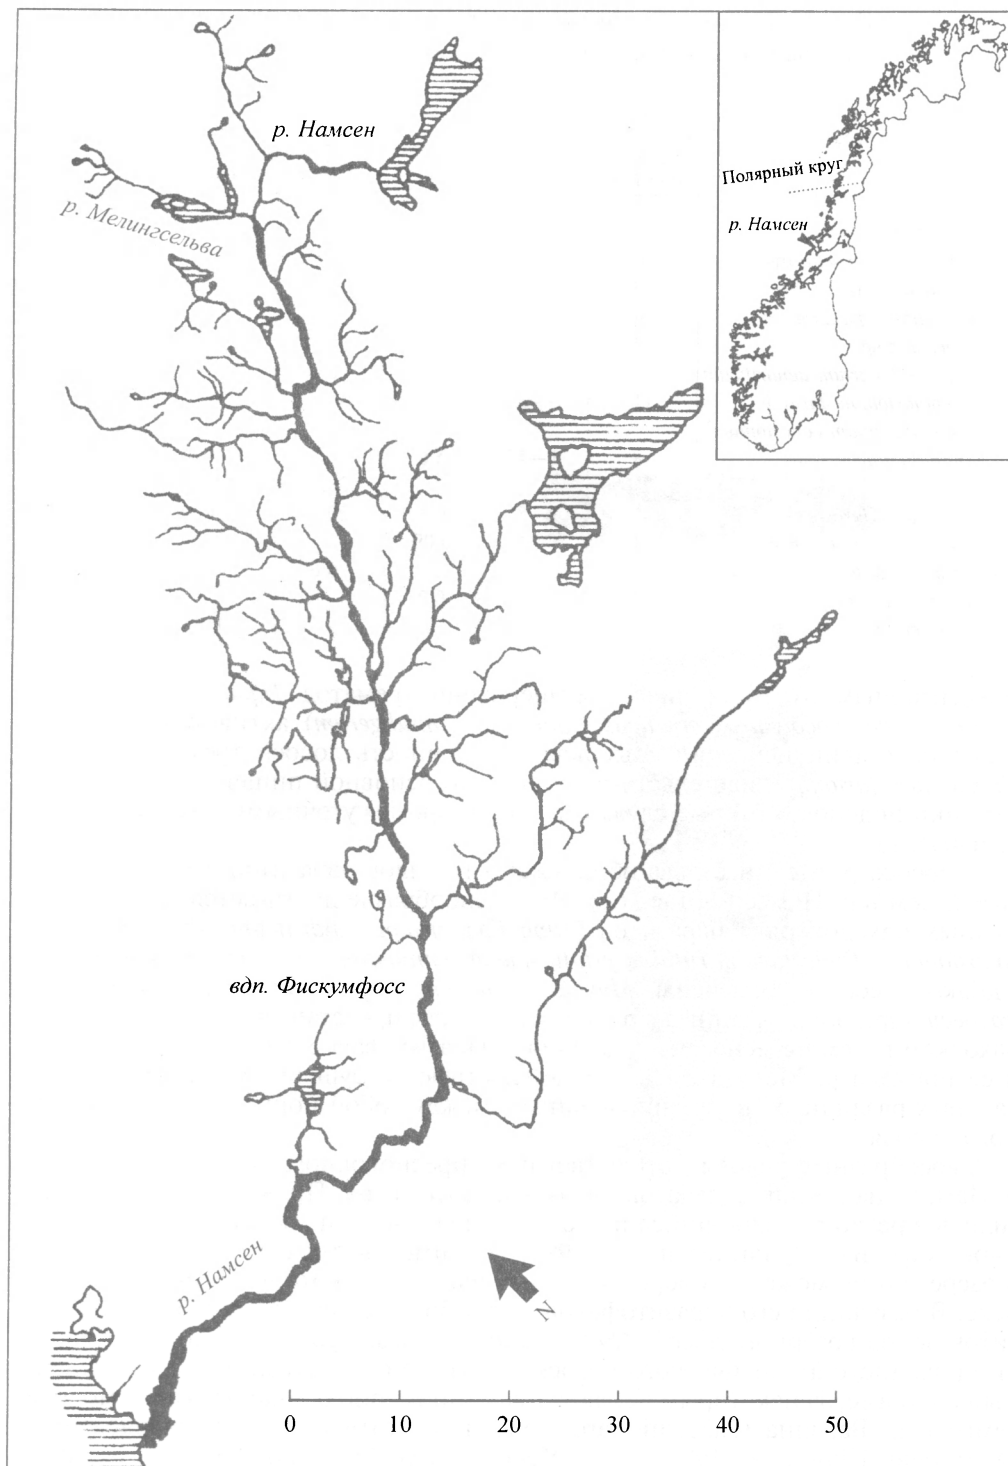 р. Намсен
Полярный круг
р. Мелингсельва
р. Намсен
вдп. Фискумфосс
р. Намсен
N
0 10 20 30 40 50